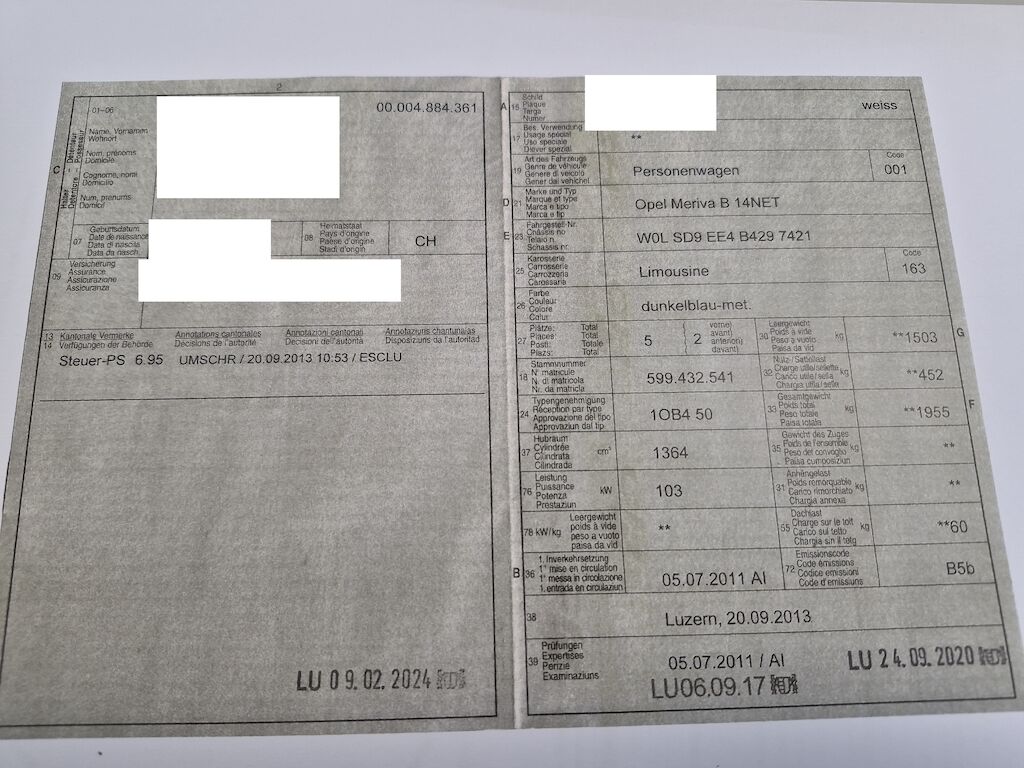 2
01-06
00.004.884.361
C
Halter
Détenteur
Detentore
Possessur
Name, Vornamen
Wohnort
Nom, prénoms
Domicile
Cognome, nomi
Domicilio
Num, prenums
Domicil
07
Geburtsdatum
Date de naissance
Data di nascita
Data da nasch.
08
Heimatstaat
Pays d'origine
Paese d'origine
Stadi d'origin
CH
09
Versicherung
Assurance
Assicurazione
Assicuranza
13 Kantonale Vermerke Annotations cantonales Annotazioni cantonali Annotaziuns chantunalas
14 Verfügungen der Behörde Décisions de l'autorité Decisioni dell'autorità Disposiziuns da l'autoritad
Steuer-PS 6.95 UMSCHR / 20.09.2013 10:53 / ESCLU
LU 09.02.2024
A 15
Schild
Plaque
Targa
Numer
weiss
17
Bes. Verwendung
Usage spécial
Uso speciale
Diever spezial
**
19
Art des Fahrzeugs
Genre de véhicule
Genere di veicolo
Gener dal vehichel
Personenwagen
Code
001
D 21
Marke und Typ
Marque et type
Marca e tipo
Marca e tip
Opel Meriva B 14NET
E 23
Fahrgestell-Nr.
Châssis no
Telaio n.
Schassis nr.
W0L SD9 EE4 B429 7421
25
Karosserie
Carrosserie
Carrozzeria
Carossaria
Limousine
Code
163
26
Farbe
Couleur
Colore
Calur
dunkelblau-met.
27
Plätze: Total
Places: Total
Posti: Totale
Plazs: Total
5
2
vorne)
avant)
anteriori)
davant)
30
Leergewicht
Poids à vide
Peso a vuoto
Paisa da vid
kg
**1503
G
18
Stammnummer
N° matricule
N. di matricola
Nr. da matricla
599.432.541
32
Nutz-/Sattellast
Charge utile/sellette
Carico utile/sella
Chargia utila/sella
kg
**452
24
Typengenehmigung
Réception par type
Approvazione del tipo
Approvaziun dal tip
1OB4 50
33
Gesamtgewicht
Poids total
Peso totale
Paisa totala
kg
**1955
F
37
Hubraum
Cylindrée
Cilindrata
Cilindrada
cm³
1364
35
Gewicht des Zuges
Poids de l'ensemble
Peso del convoglio
Paisa cumposiziun
kg
**
76
Leistung
Puissance
Potenza
Prestaziun
kW
103
31
Anhängelast
Poids remorquable
Carico rimorchiato
Chargia annexa
kg
**
78 kW/kg
Leergewicht
poids à vide
peso a vuoto
paisa da vid
**
55
Dachlast
Charge sur le toit
Carico sul tetto
Chargia sin il tetg
kg
**60
B 36
1. Inverkehrsetzung
1re mise en circulation
1a messa in circolazione
1. entrada en circulaziun
05.07.2011 AI
72
Emissionscode
Code émissions
Codice emissioni
Code d'emissiuns
B5b
38
Luzern, 20.09.2013
39
Prüfungen
Expertises
Perizie
Examinaziuns
05.07.2011 / AI
LU 24.09.2020
LU06.09.17